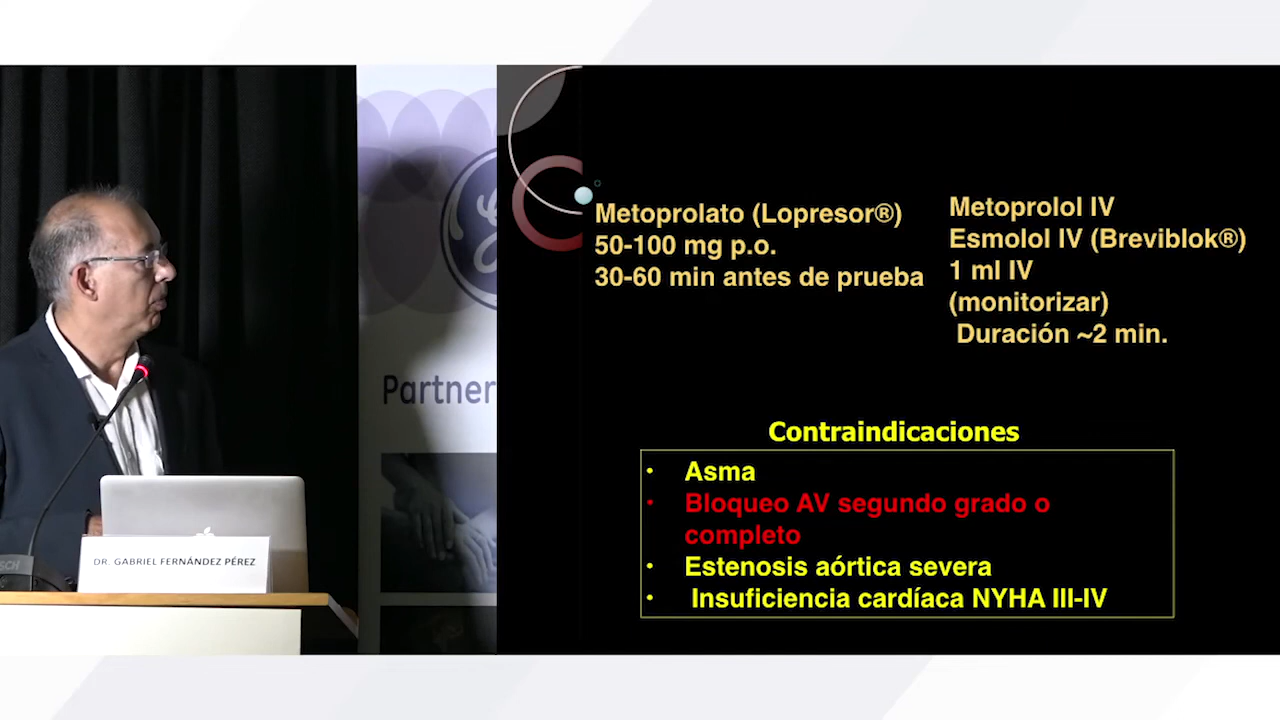 Metoprolato (Lopresor®)
50-100 mg p.o.
30-60 min antes de prueba
Metoprolol IV
Esmolol IV (Breviblok®)
1 ml IV
(monitorizar)
Duración ~2 min.
Contraindicaciones
• Asma
• Bloqueo AV segundo grado o
completo
• Estenosis aórtica severa
• Insuficiencia cardíaca NYHA III-IV
Partner
DR. GABRIEL FERNÁNDEZ PÉREZ